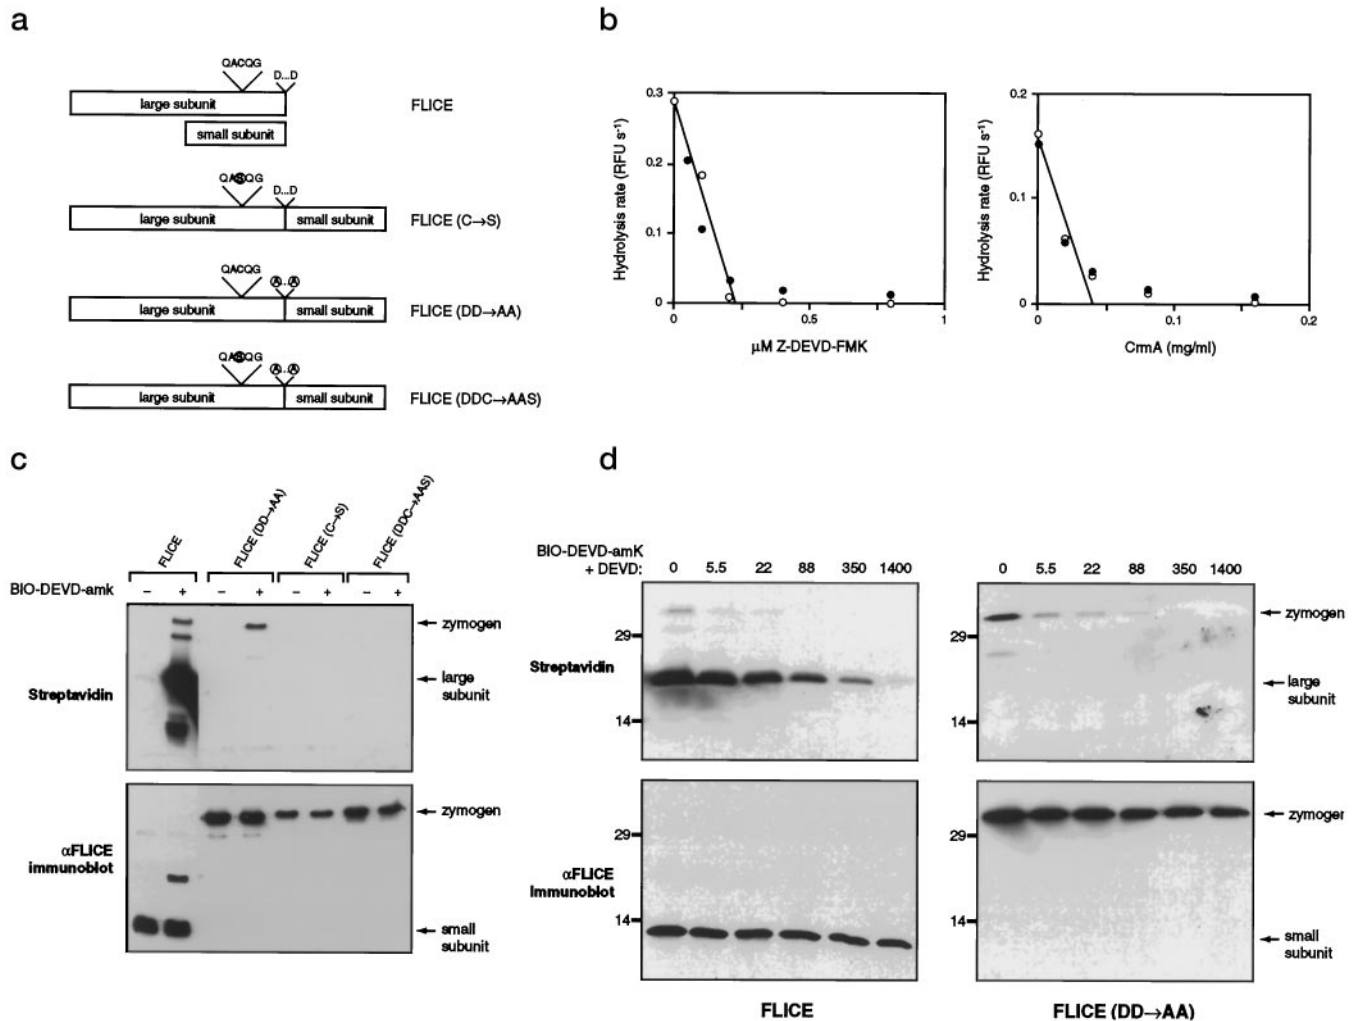 a
QACQG
D...D
large subunit
FLICE
small subunit
QASQG
D...D
large subunit
small subunit
FLICE (C→S)
QACQG
A...A
large subunit
small subunit
FLICE (DD→AA)
QASQG
A...A
large subunit
small subunit
FLICE (DDC→AAS)
b
Hydrolysis rate (RFU s⁻¹)
0.3
0.2
0.1
0
0
0.5
1
µM Z-DEVD-FMK
Hydrolysis rate (RFU s⁻¹)
0.2
0.1
0
0
0.1
0.2
CrmA (mg/ml)
c
FLICE
FLICE (DD→AA)
FLICE (C→S)
FLICE (DDC→AAS)
BIO-DEVD-amk
– + – + – + – +
Streptavidin
zymogen
large
subunit
αFLICE
immunoblot
zymogen
small
subunit
d
BIO-DEVD-amK
+ DEVD:
0 5.5 22 88 350 1400
0 5.5 22 88 350 1400
Streptavidin
29
14
29
14
zymogen
large
subunit
αFLICE
Immunoblot
29
14
29
14
zymoger
small
subunit
FLICE
FLICE (DD→AA)